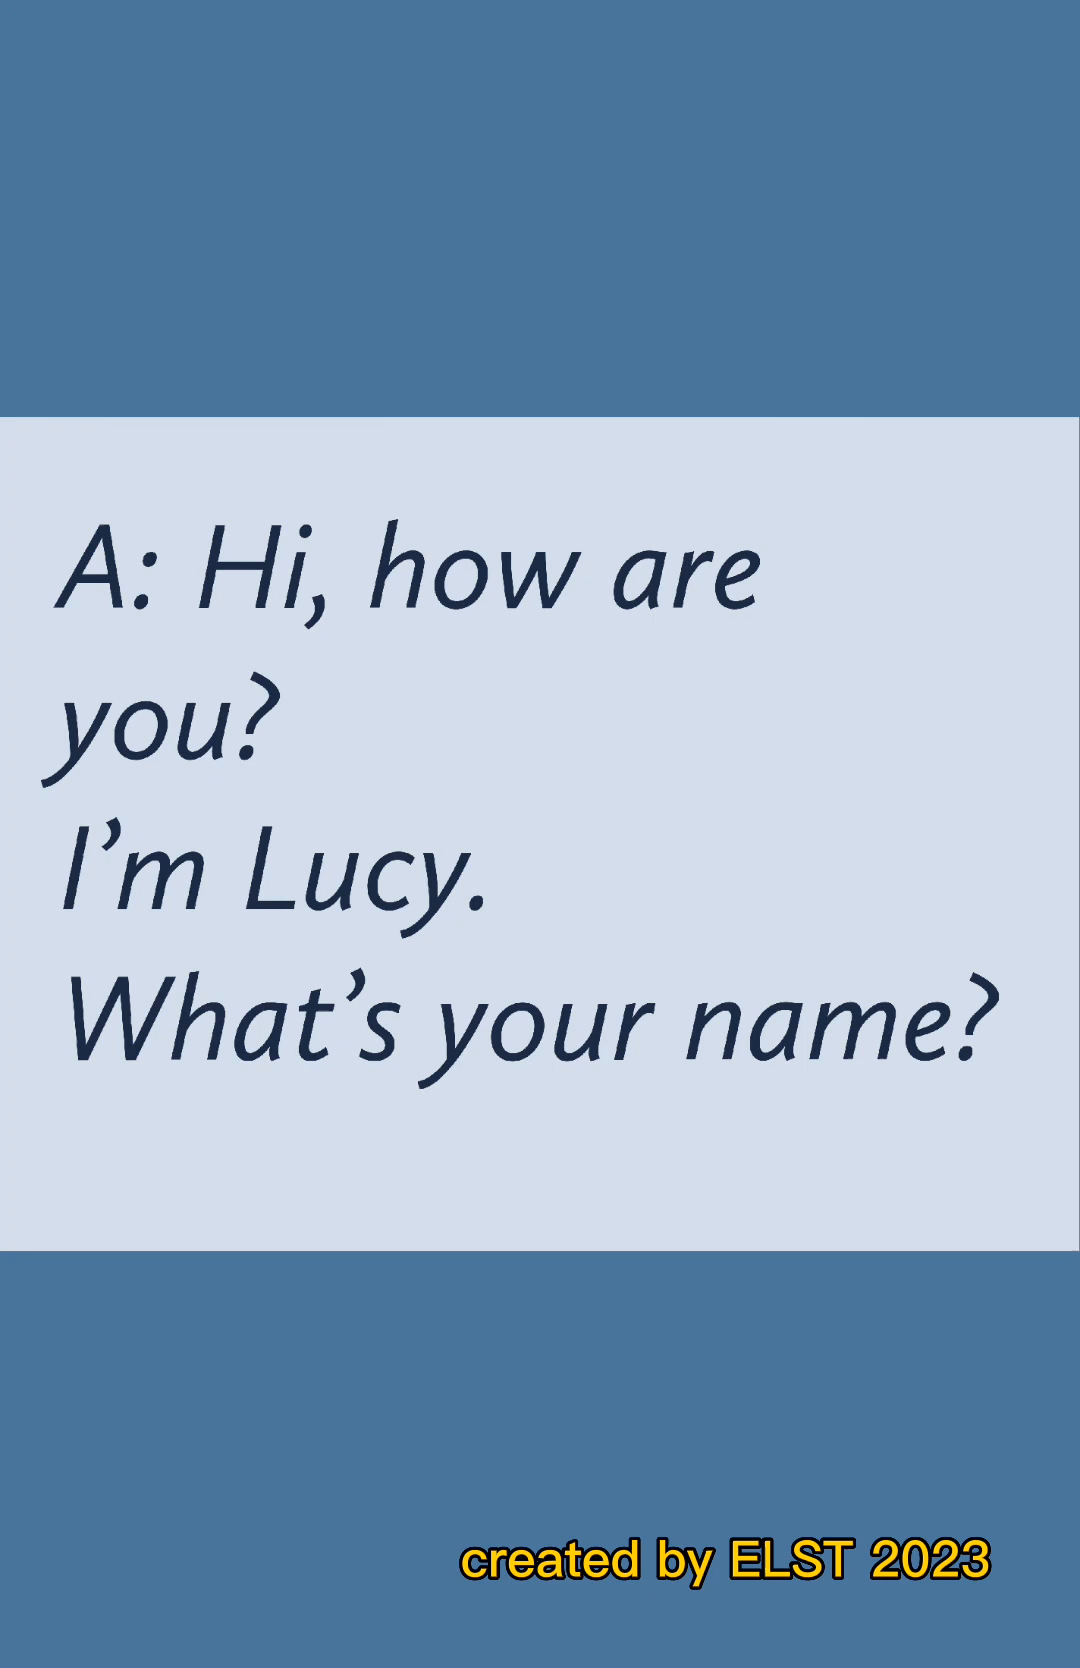 A: Hi, how are
you?
I’m Lucy.
What’s your name?
created by ELST 2023